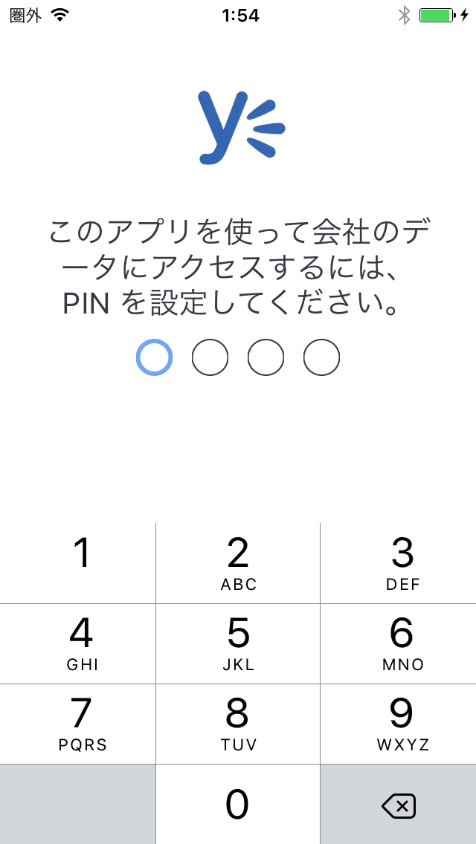 圏外 1:54
y
このアプリを使って会社のデ
ータにアクセスするには、
PIN を設定してください。
1 2 3
ABC DEF
4 5 6
GHI JKL MNO
7 8 9
PQRS TUV WXYZ
0